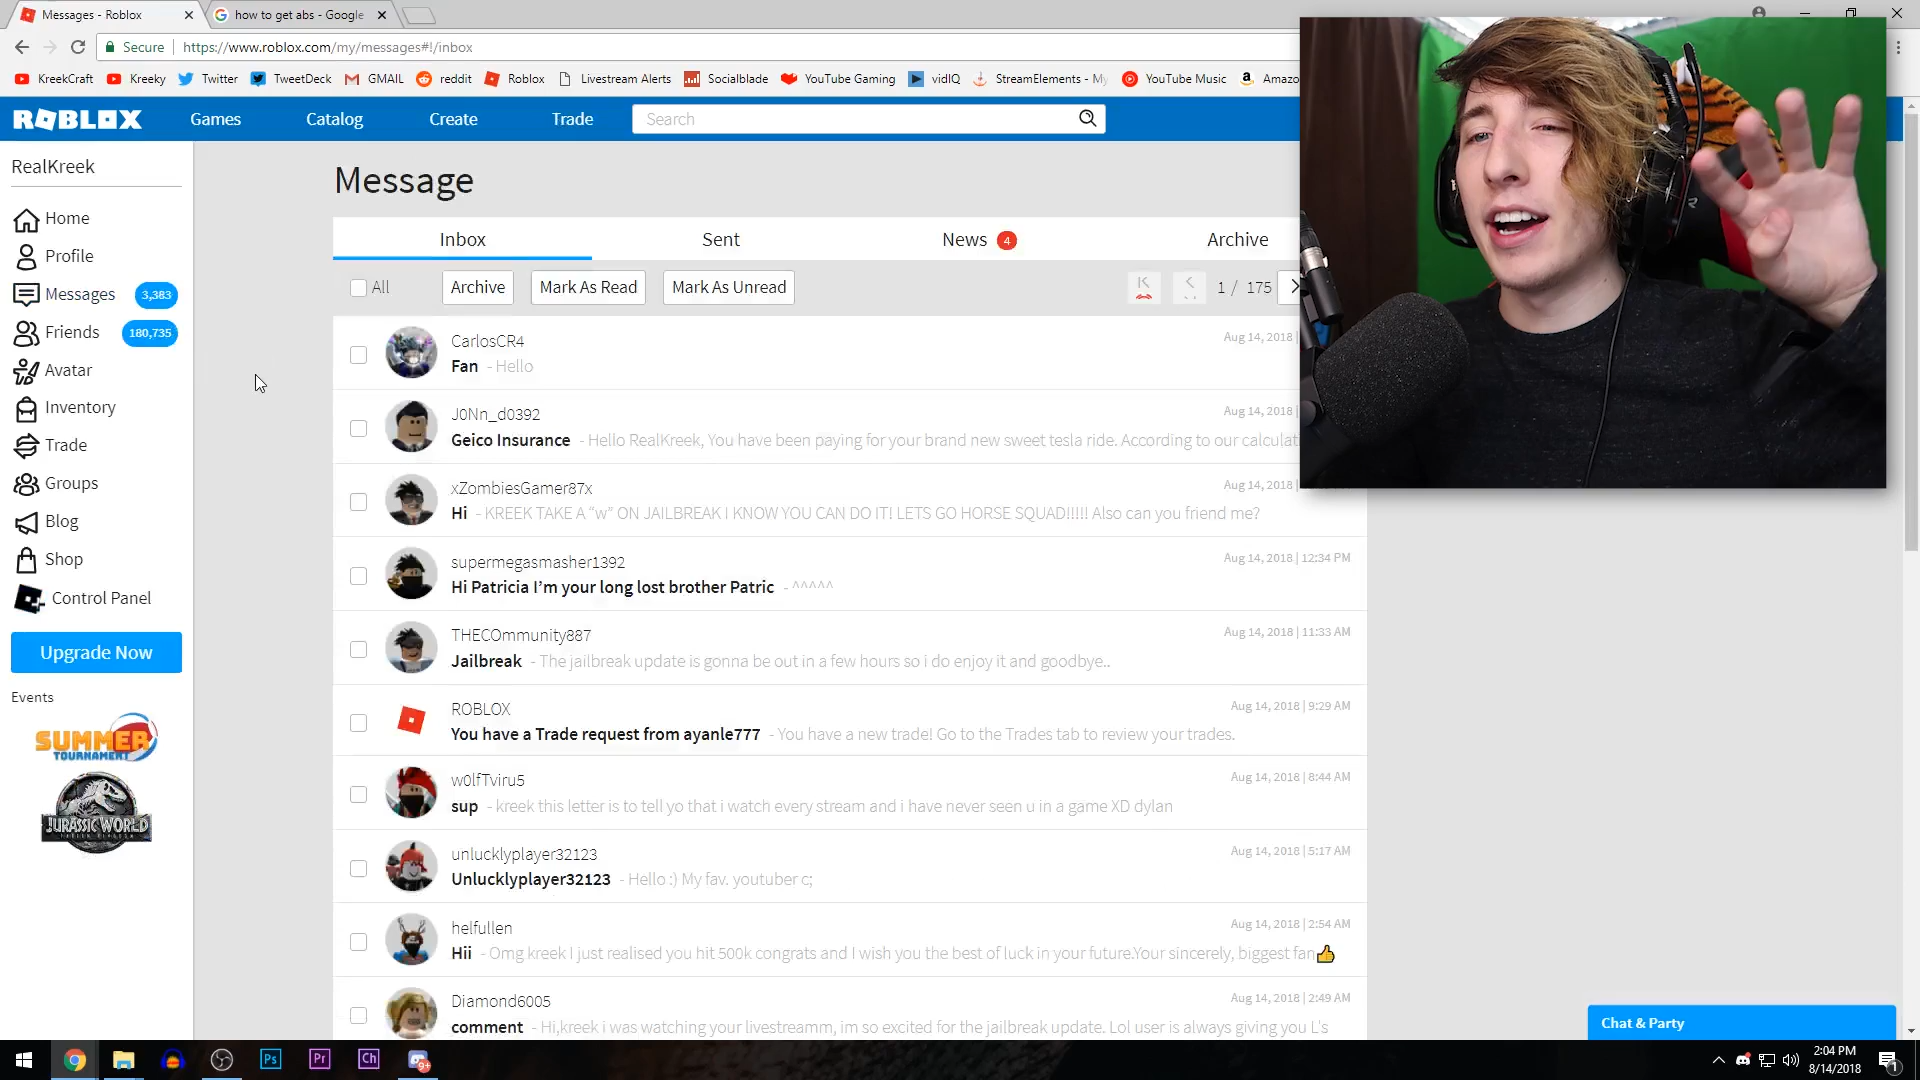 Messages - Roblox
how to get abs - Google
Secure
https://www.roblox.com/my/messages#!/inbox
KreekCraft
Kreeky
Twitter
TweetDeck
GMAIL
reddit
Roblox
Livestream Alerts
Socialblade
YouTube Gaming
vidIQ
StreamElements - My
YouTube Music
Amazo
ROBLOX
Games
Catalog
Create
Trade
Search
RealKreek
Home
Profile
Messages 3,383
Friends 180,735
Avatar
Inventory
Trade
Groups
Blog
Shop
Control Panel
Upgrade Now
Events
SUMMER
TOURNAMENT
JURASSIC WORLD
Message
Inbox
Sent
News 4
Archive
All
Archive
Mark As Read
Mark As Unread
1 / 175
CarlosCR4
Aug 14, 2018 |
Fan - Hello
J0Nn_d0392
Aug 14, 2018 |
Geico Insurance - Hello RealKreek, You have been paying for your brand new sweet tesla ride. According to our calculat
xZombiesGamer87x
Aug 14, 2018 |
Hi - KREEK TAKE A “w” ON JAILBREAK I KNOW YOU CAN DO IT! LETS GO HORSE SQUAD!!!!! Also can you friend me?
supermegasmasher1392
Aug 14, 2018 | 12:34 PM
Hi Patricia I’m your long lost brother Patric - ^^^^^
THECOmmunity887
Aug 14, 2018 | 11:33 AM
Jailbreak - The jailbreak update is gonna be out in a few hours so i do enjoy it and goodbye..
ROBLOX
Aug 14, 2018 | 9:29 AM
You have a Trade request from ayanle777 - You have a new trade! Go to the Trades tab to review your trades.
w0lfTviru5
Aug 14, 2018 | 8:44 AM
sup - kreek this letter is to tell yo that i watch every stream and i have never seen u in a game XD dylan
unlucklyplayer32123
Aug 14, 2018 | 5:17 AM
Unlucklyplayer32123 - Hello :) My fav. youtuber c;
helfullen
Aug 14, 2018 | 2:54 AM
Hii - Omg kreek I just realised you hit 500k congrats and I wish you the best of luck in your future.Your sincerely, biggest fan👍
Diamond6005
Aug 14, 2018 | 2:49 AM
comment - Hi,kreek i was watching your livestreamm, im so excited for the jailbreak update. Lol user is always giving you L's
Chat & Party
Ps
Pr
Ch
9+
2:04 PM
8/14/2018
1